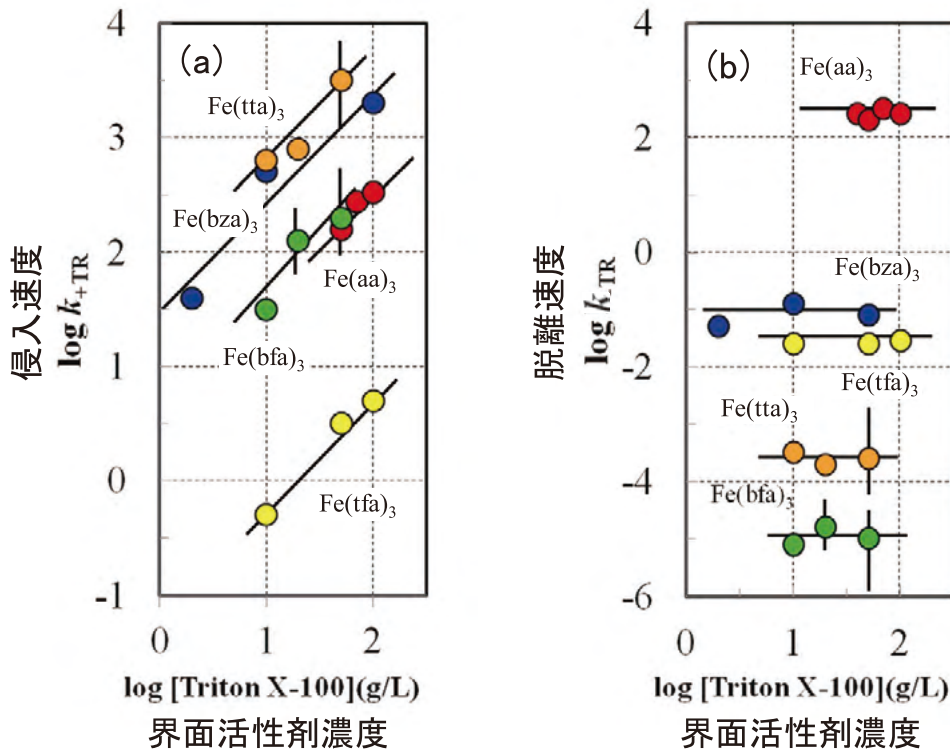 (a)
4
3
2
1
0
-1
0
1
2
Fe(tta)₃
Fe(bza)₃
Fe(aa)₃
Fe(bfa)₃
Fe(tfa)₃
侵入速度
log k₊TR
log [Triton X-100](g/L)
界面活性剤濃度
(b)
4
2
0
-2
-4
-6
0
1
2
Fe(aa)₃
Fe(bza)₃
Fe(tfa)₃
Fe(tta)₃
Fe(bfa)₃
脱離速度
log k-TR
log [Triton X-100](g/L)
界面活性剤濃度